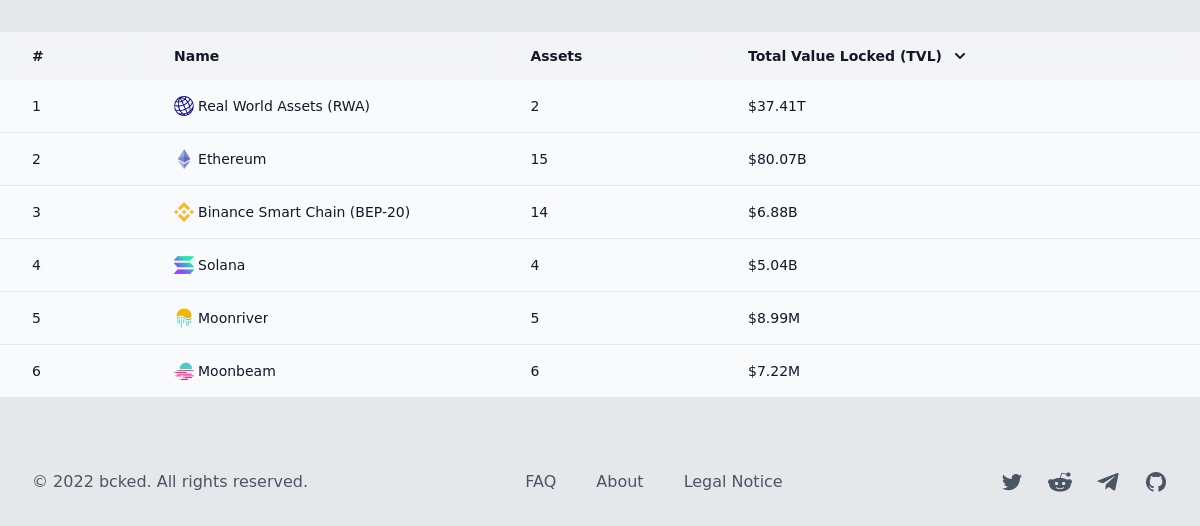 # Name Assets Total Value Locked (TVL)
1 Real World Assets (RWA) 2 $37.41T
2 Ethereum 15 $80.07B
3 Binance Smart Chain (BEP-20) 14 $6.88B
4 Solana 4 $5.04B
5 Moonriver 5 $8.99M
6 Moonbeam 6 $7.22M
© 2022 bcked. All rights reserved. FAQ About Legal Notice